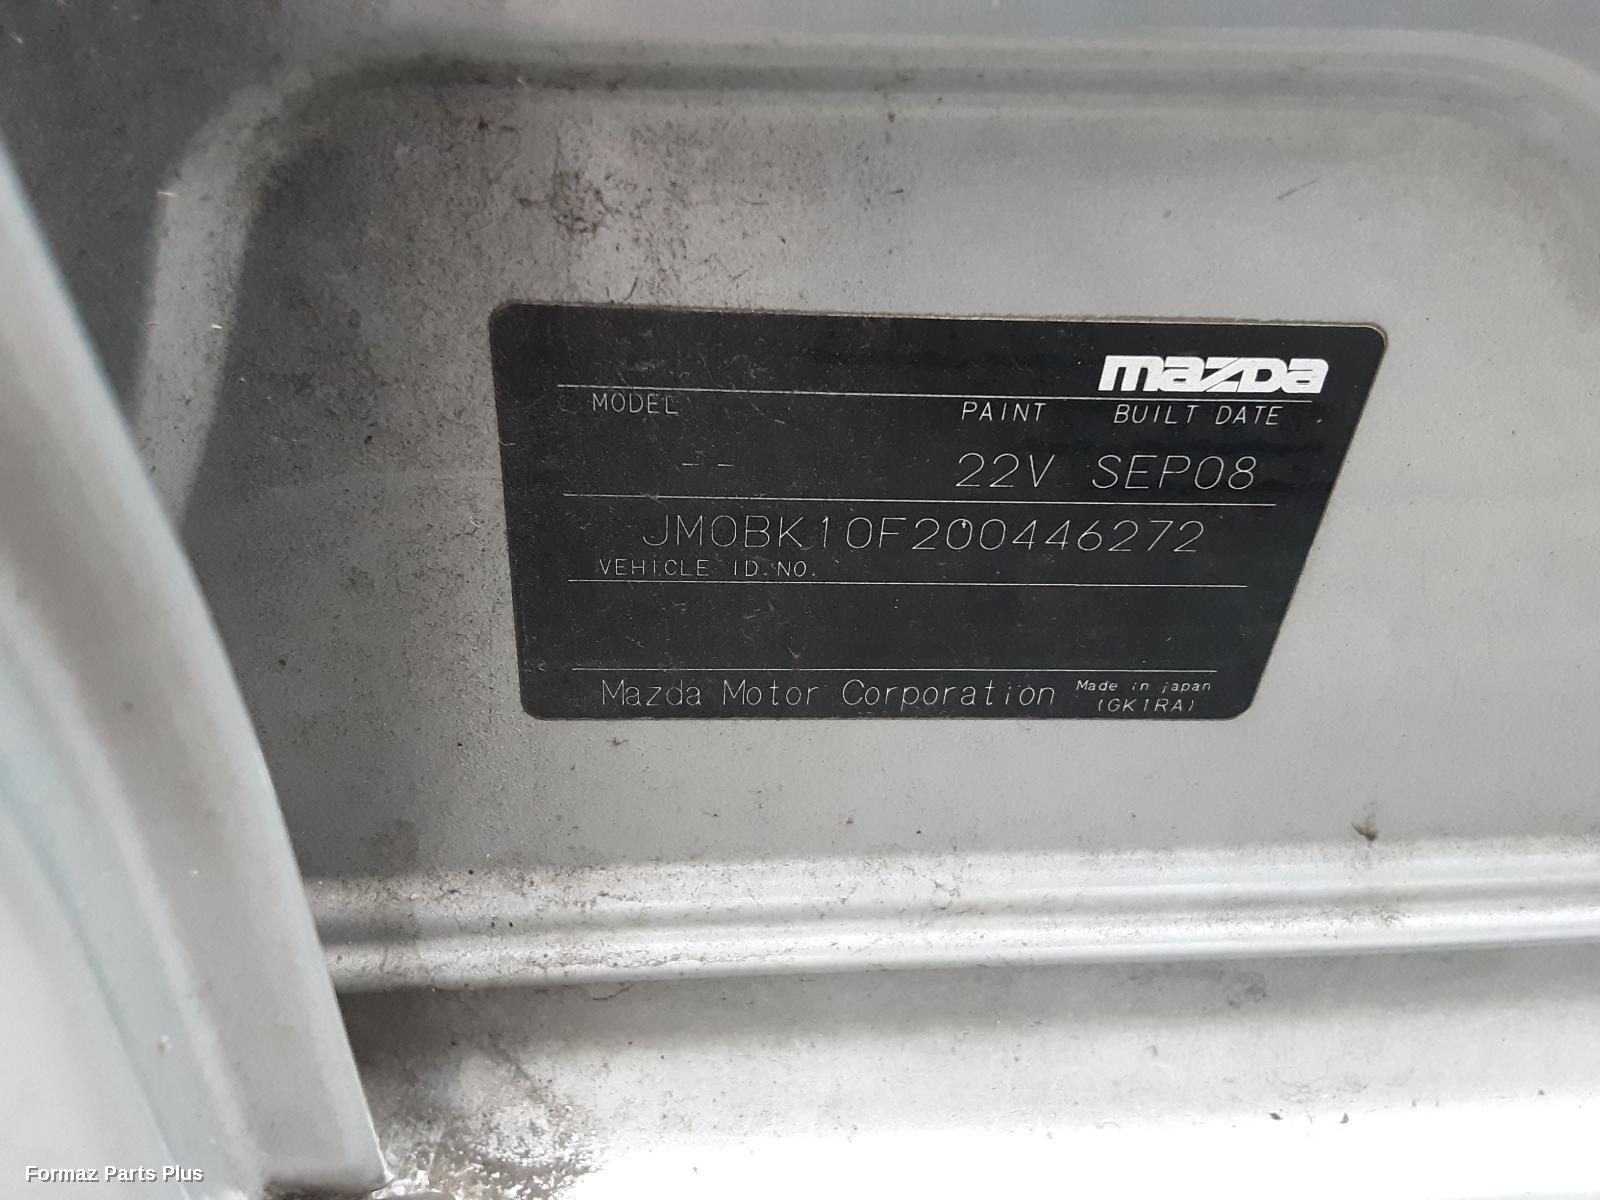 mazda
MODEL PAINT BUILT DATE
-- 22V SEP08
JM0BK10F200446272
VEHICLE ID.NO.
Mazda Motor Corporation Made in japan
(GK1RA)
Formaz Parts Plus